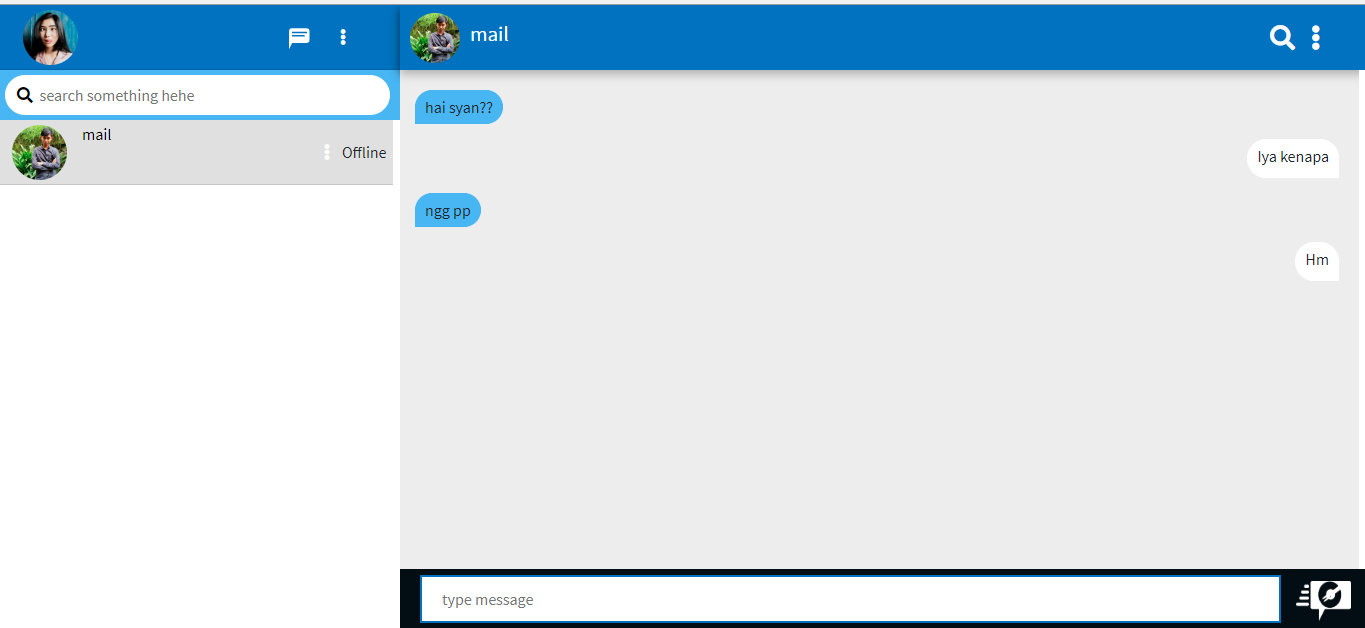 search something hehe
mail
Offline
mail
hai syan??
Iya kenapa
ngg pp
Hm
type message